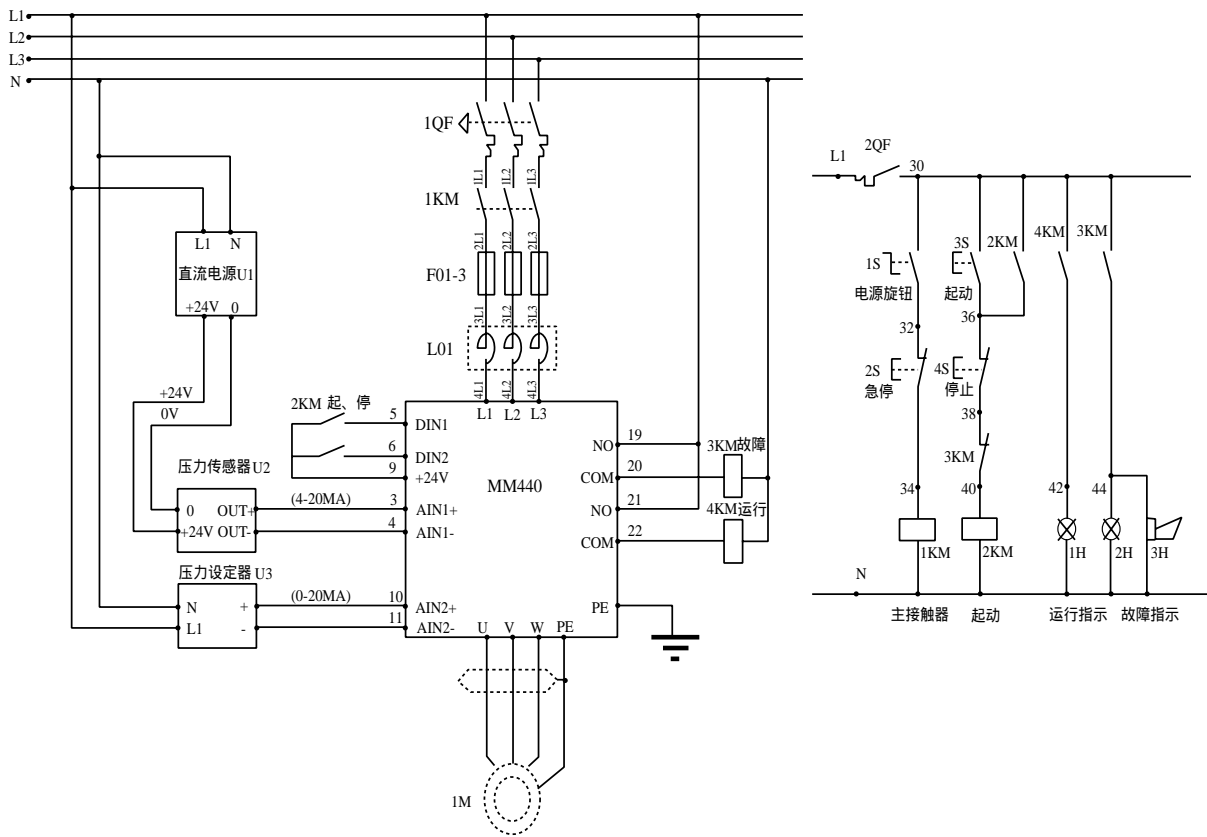 L1
L2
L3
N
1QF
1L1 1L2 1L3
1KM
2L1 2L2 2L3
F01-3
3L1 3L2 3L3
L01
4L1 4L2 4L3
L1 N
直流电源U1
+24V 0
+24V
0V
2KM 起、停
压力传感器 U2
0 OUT+
+24V OUT-
(4-20MA)
压力设定器 U3
N +
L1 -
(0-20MA)
L1 L2 L3
5 DIN1
6 DIN2
9 +24V
3 AIN1+
4 AIN1-
10 AIN2+
11 AIN2-
MM440
NO 19
COM 20
NO 21
COM 22
PE
U V W PE
3KM故障
4KM运行
1M
L1
2QF
30
1S
电源旋钮
32
2S
急停
34
1KM
3S
起动
2KM
36
4S
停止
38
3KM
40
2KM
4KM
42
1H
3KM
44
2H
3H
N
主接触器 起动 运行指示 故障指示